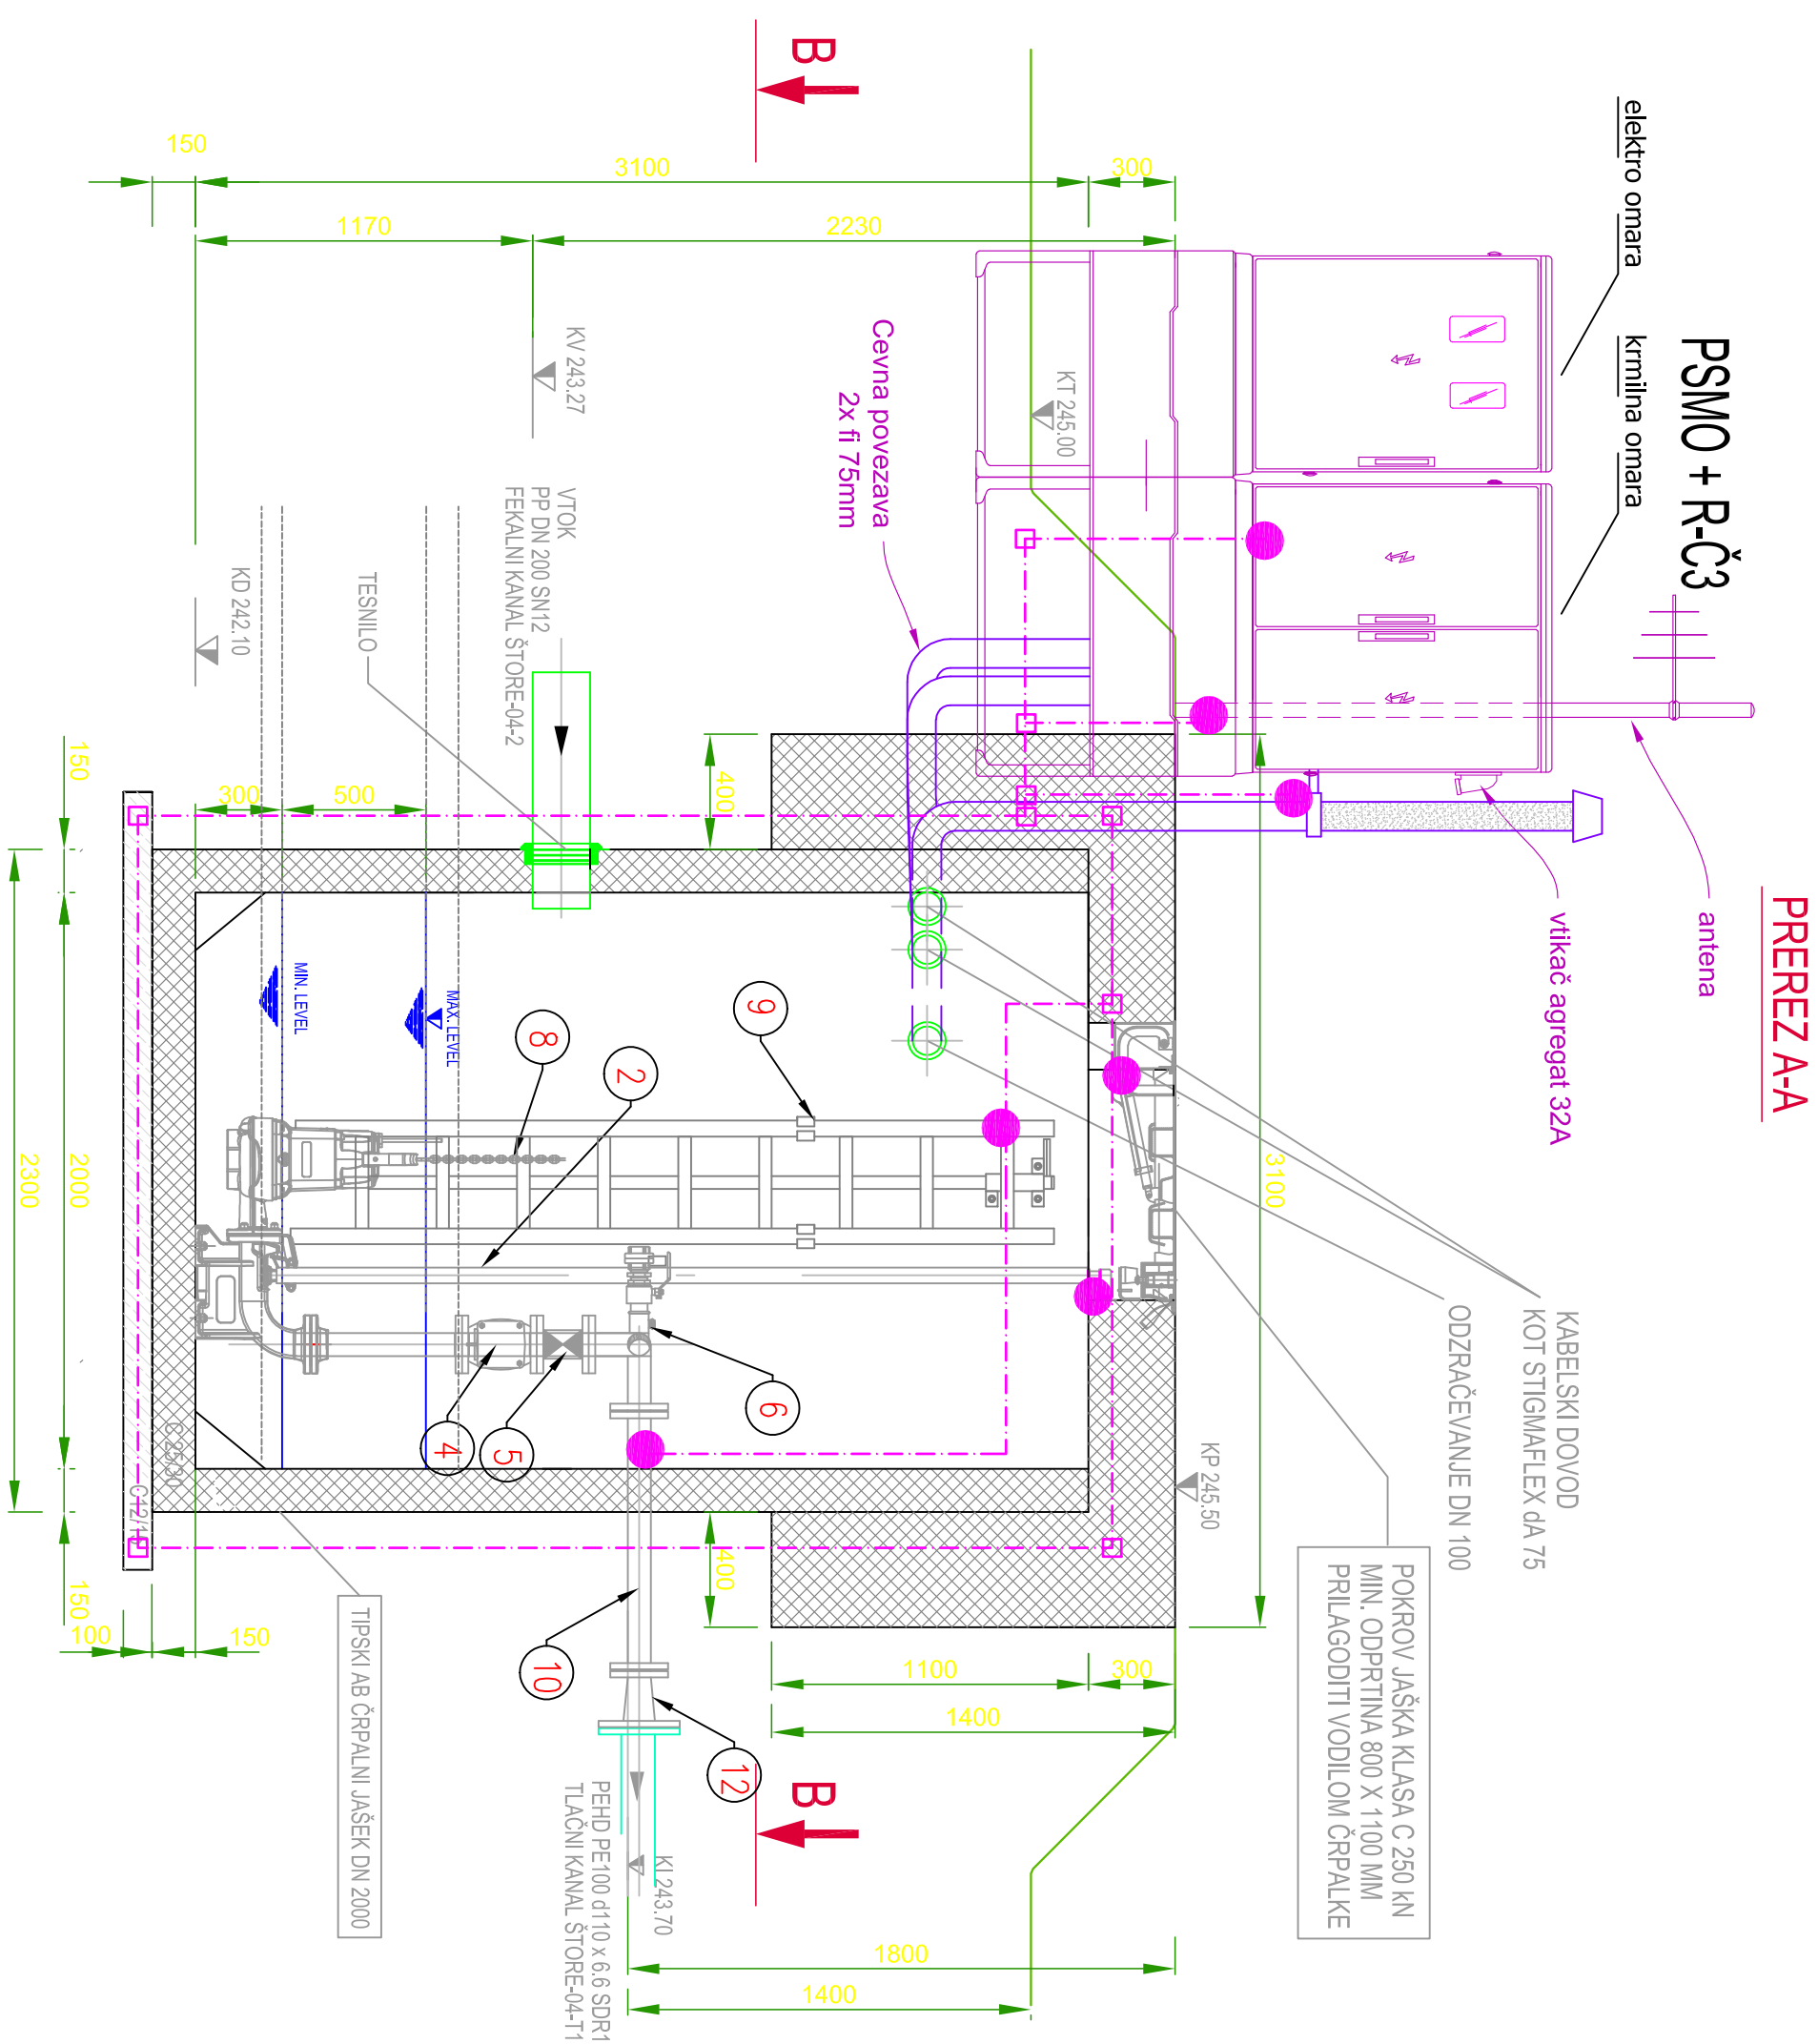 PREREZ A-A
PSMO + R-Č3
elektro omara
krmilna omara
antena
vtikač agregat 32A
KABELSKI DOVOD
KOT STIGMAFLEX dA 75
ODZRAČEVANJE DN 100
POKROV JAŠKA KLASA C 250 kN
MIN. ODPRTINA 800 X 1100 MM
PRILAGODITI VODILOM ČRPALKE
KP 245.50
KT 245.00
Cevna povezava
2x fi 75mm
B
B
300
3100
150
2230
1170
3100
KV 243.27
VTOK
PP DN 200 SN12
FEKALNI KANAL ŠTORE-04-2
TESNILO
KD 242.10
400
400
300
500
MAX. LEVEL
MIN. LEVEL
9
2
8
6
5
4
10
12
1100
300
1400
1800
1400
KI 243.70
PEHD PE100 d110 x 6.6 SDR1
TLAČNI KANAL ŠTORE-04-T1
TIPSKI AB ČRPALNI JAŠEK DN 2000
C 25/30
150
2000
150
2300
100
150